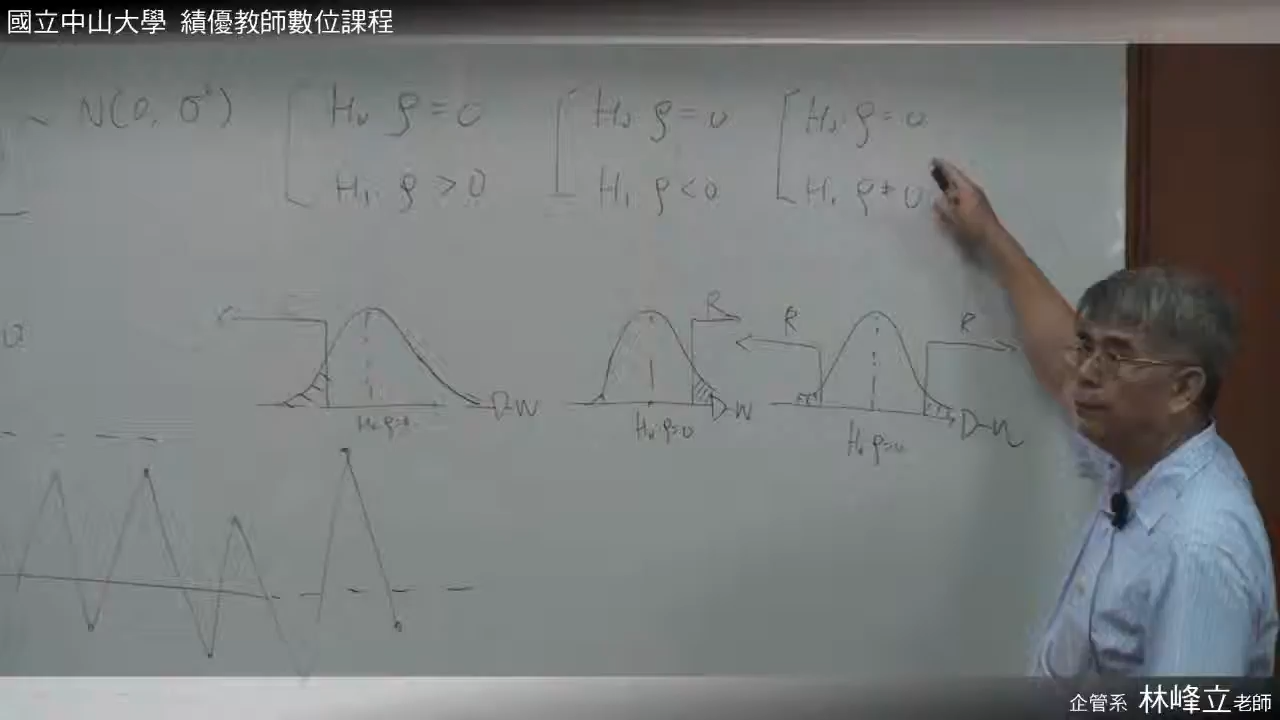 國立中山大學 績優教師數位課程
~ N(0, σ²)
H₀ ρ = 0
H₁: ρ > 0
H₀: ρ = 0
H₁ ρ < 0
H₀: ρ = 0
H₁ ρ ≠ 0
R
R
R
D-W
D-W
D-W
H₀ ρ=0
H₀: ρ=0
H₀ ρ=0
企管系 林峰立老師